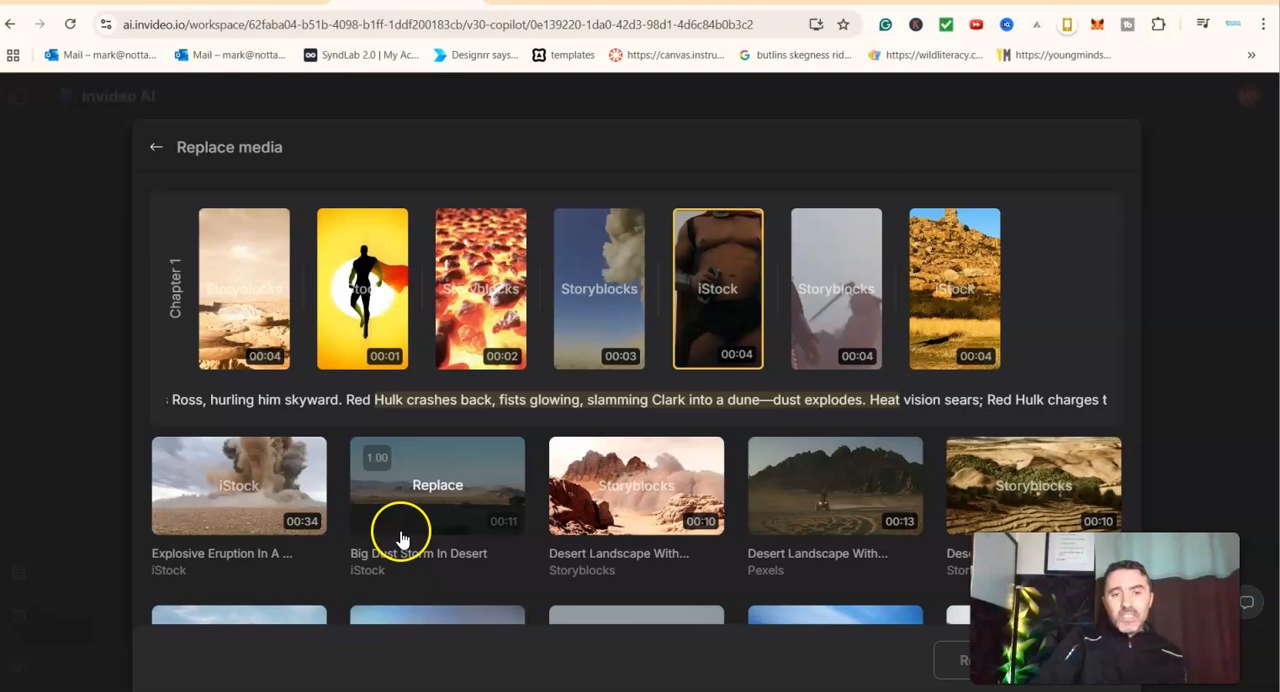 ai.invideo.io/workspace/62faba04-b51b-4098-b1ff-1ddf200183cb/v30-copilot/0e139220-1da0-42d3-98d1-4d6c84b0b3c2
Mail – mark@notta...
Mail – mark@notta...
SyndLab 2.0 | My Ac...
Designrr says...
templates
https://canvas.instru...
butlins skegness rid...
https://wildliteracy.c...
https://youngminds...
invideo AI
Replace media
Chapter 1
Storyblocks
iStock
Storyblocks
Storyblocks
iStock
Storyblocks
iStock
00:04
00:01
00:02
00:03
00:04
00:04
00:04
Ross, hurling him skyward. Red Hulk crashes back, fists glowing, slamming Clark into a dune—dust explodes. Heat vision sears; Red Hulk charges t
iStock
1.00
Replace
Storyblocks
Storyblocks
00:34
00:11
00:10
00:13
00:10
Explosive Eruption In A ...
Big Dust Storm In Desert
Desert Landscape With...
Desert Landscape With...
iStock
iStock
Storyblocks
Pexels